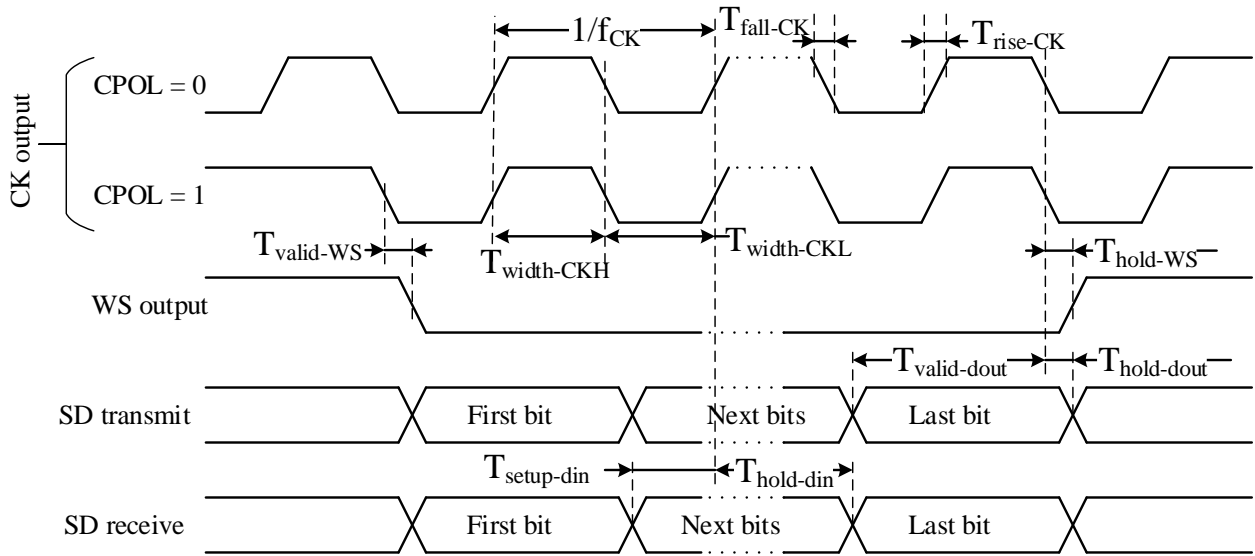 1/fCK
Tfall-CK
Trise-CK
CK output
CPOL = 0
CPOL = 1
Tvalid-WS
Twidth-CKH
Twidth-CKL
Thold-WS
WS output
Tvalid-dout
Thold-dout
SD transmit
First bit
Next bits
Last bit
Tsetup-din
Thold-din
SD receive
First bit
Next bits
Last bit